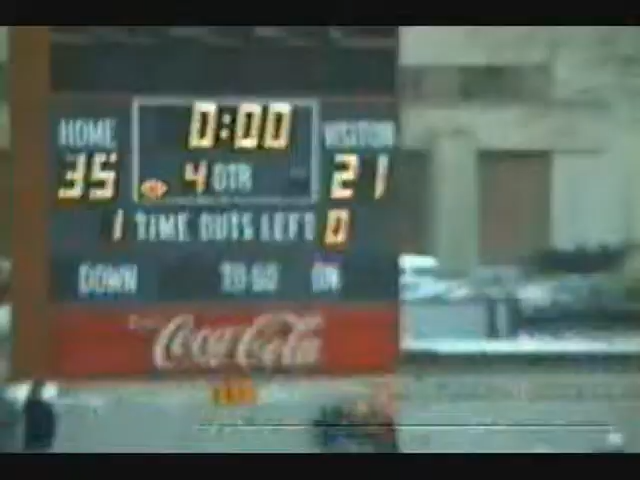 HOME 0:00 VISITOR
35 4 QTR 21
1 TIME OUTS LEFT 0
DOWN TO GO ON
Coca-Cola